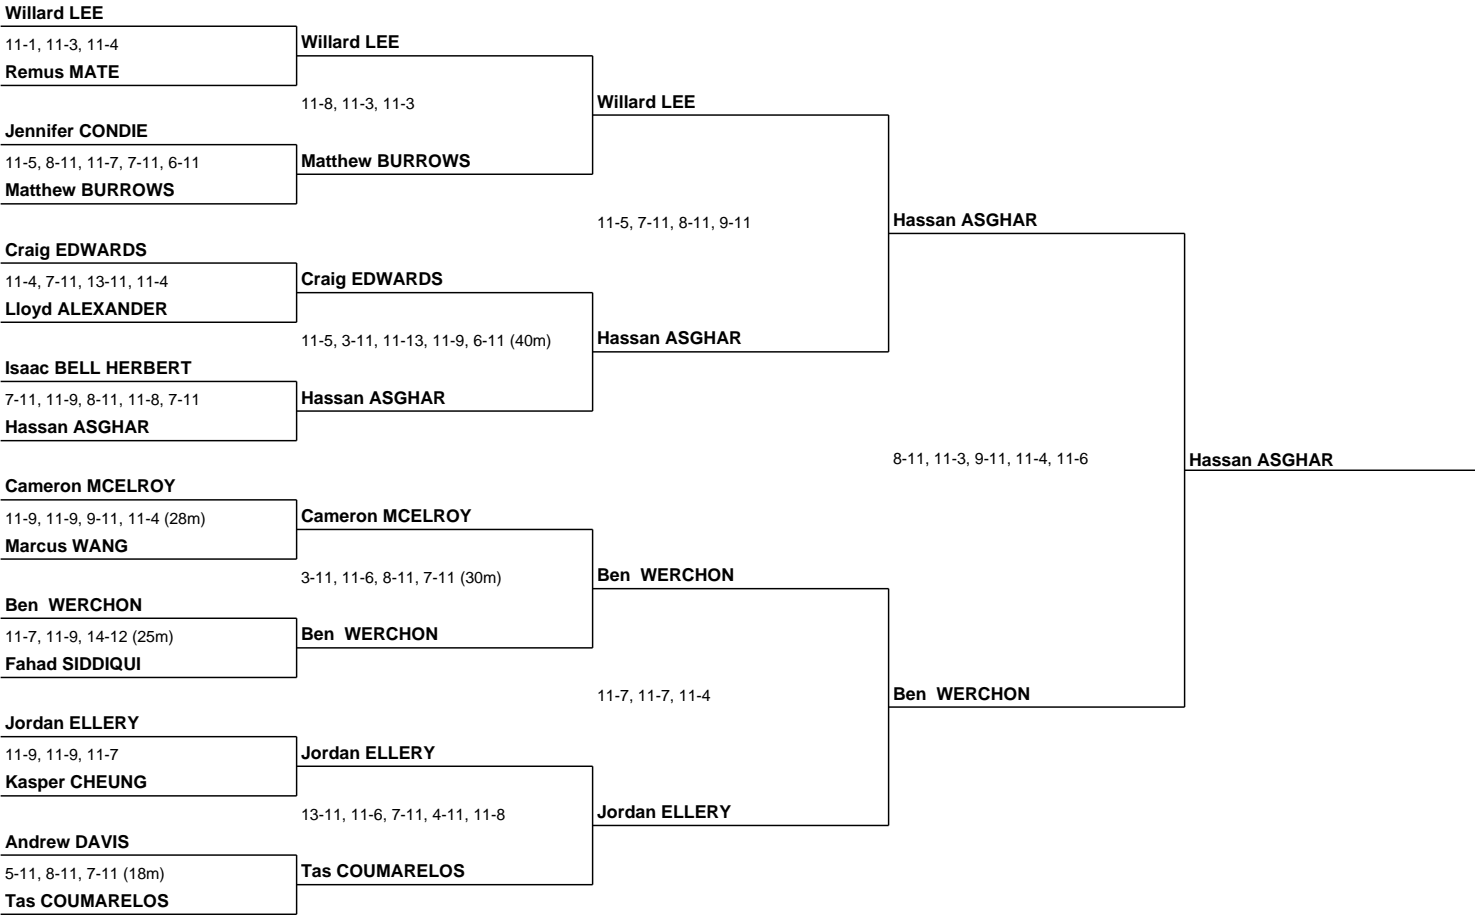 Willard LEE
11-1, 11-3, 11-4
Remus MATE
Jennifer CONDIE
11-5, 8-11, 11-7, 7-11, 6-11
Matthew BURROWS
Craig EDWARDS
11-4, 7-11, 13-11, 11-4
Lloyd ALEXANDER
Isaac BELL HERBERT
7-11, 11-9, 8-11, 11-8, 7-11
Hassan ASGHAR
Cameron MCELROY
11-9, 11-9, 9-11, 11-4 (28m)
Marcus WANG
Ben  WERCHON
11-7, 11-9, 14-12 (25m)
Fahad SIDDIQUI
Jordan ELLERY
11-9, 11-9, 11-7
Kasper CHEUNG
Andrew DAVIS
5-11, 8-11, 7-11 (18m)
Tas COUMARELOS
Willard LEE
11-8, 11-3, 11-3
Matthew BURROWS
Craig EDWARDS
11-5, 3-11, 11-13, 11-9, 6-11 (40m)
Hassan ASGHAR
Cameron MCELROY
3-11, 11-6, 8-11, 7-11 (30m)
Ben  WERCHON
Jordan ELLERY
13-11, 11-6, 7-11, 4-11, 11-8
Tas COUMARELOS
Willard LEE
11-5, 7-11, 8-11, 9-11
Hassan ASGHAR
Ben  WERCHON
11-7, 11-7, 11-4
Jordan ELLERY
Hassan ASGHAR
8-11, 11-3, 9-11, 11-4, 11-6
Ben  WERCHON
Hassan ASGHAR